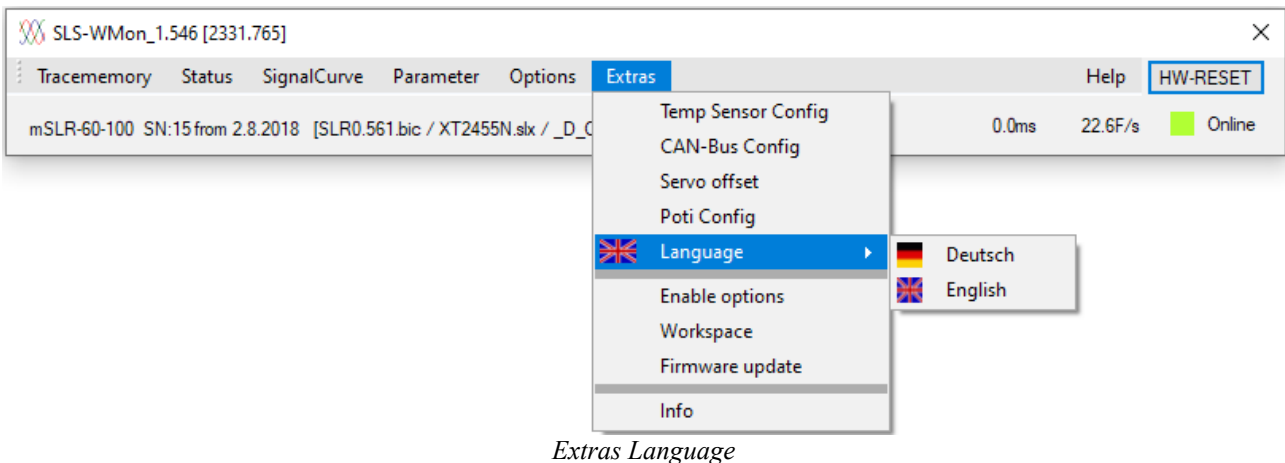 SLS-WMon_1.546 [2331.765]
Tracememory Status SignalCurve Parameter Options Extras Help HW-RESET
mSLR-60-100 SN:15 from 2.8.2018 [SLR0.561.bic / XT2455N.slx / _D_ 0.0ms 22.6F/s Online
Temp Sensor Config
CAN-Bus Config
Servo offset
Poti Config
Language
Deutsch
English
Enable options
Workspace
Firmware update
Info
Extras Language